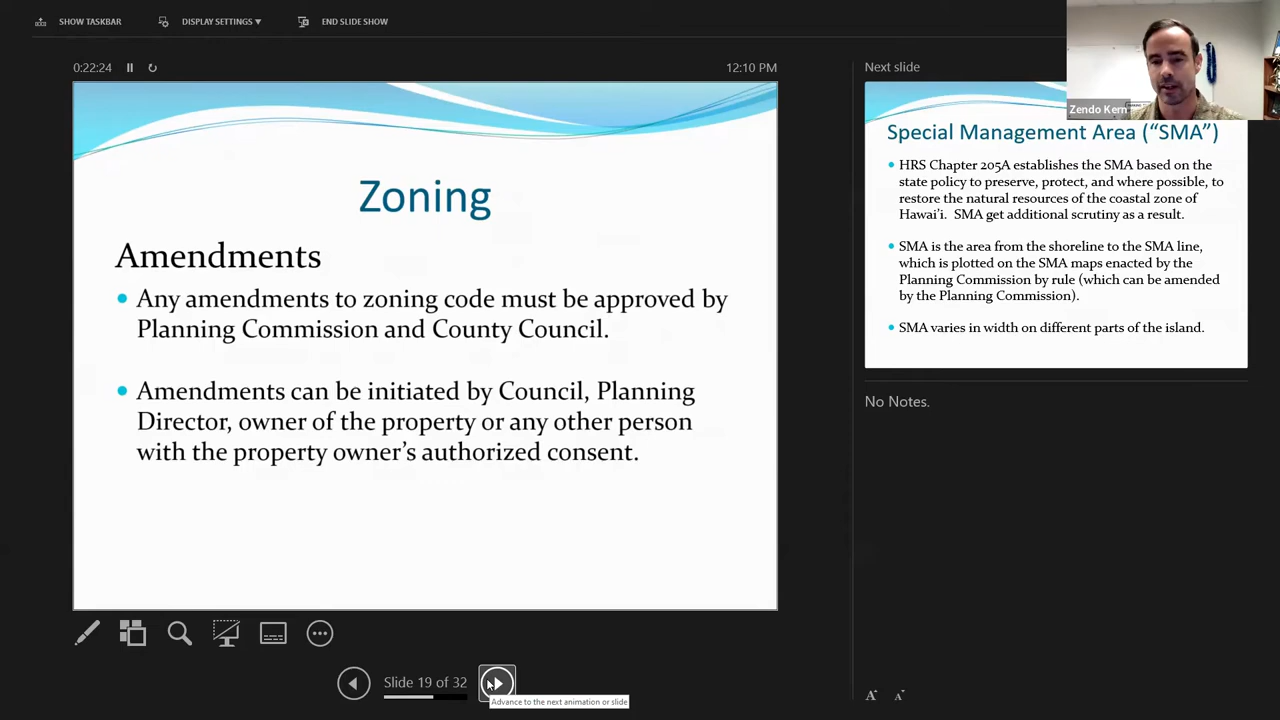 SHOW TASKBAR
DISPLAY SETTINGS ▼
END SLIDE SHOW
0:22:24
12:10 PM
Next slide
Zendo Kern
Zoning
Amendments
• Any amendments to zoning code must be approved by
Planning Commission and County Council.
• Amendments can be initiated by Council, Planning
Director, owner of the property or any other person
with the property owner’s authorized consent.
Special Management Area (“SMA”)
• HRS Chapter 205A establishes the SMA based on the
state policy to preserve, protect, and where possible, to
restore the natural resources of the coastal zone of
Hawai’i. SMA get additional scrutiny as a result.
• SMA is the area from the shoreline to the SMA line,
which is plotted on the SMA maps enacted by the
Planning Commission by rule (which can be amended
by the Planning Commission).
• SMA varies in width on different parts of the island.
No Notes.
Slide 19 of 32
Advance to the next animation or slide
A A